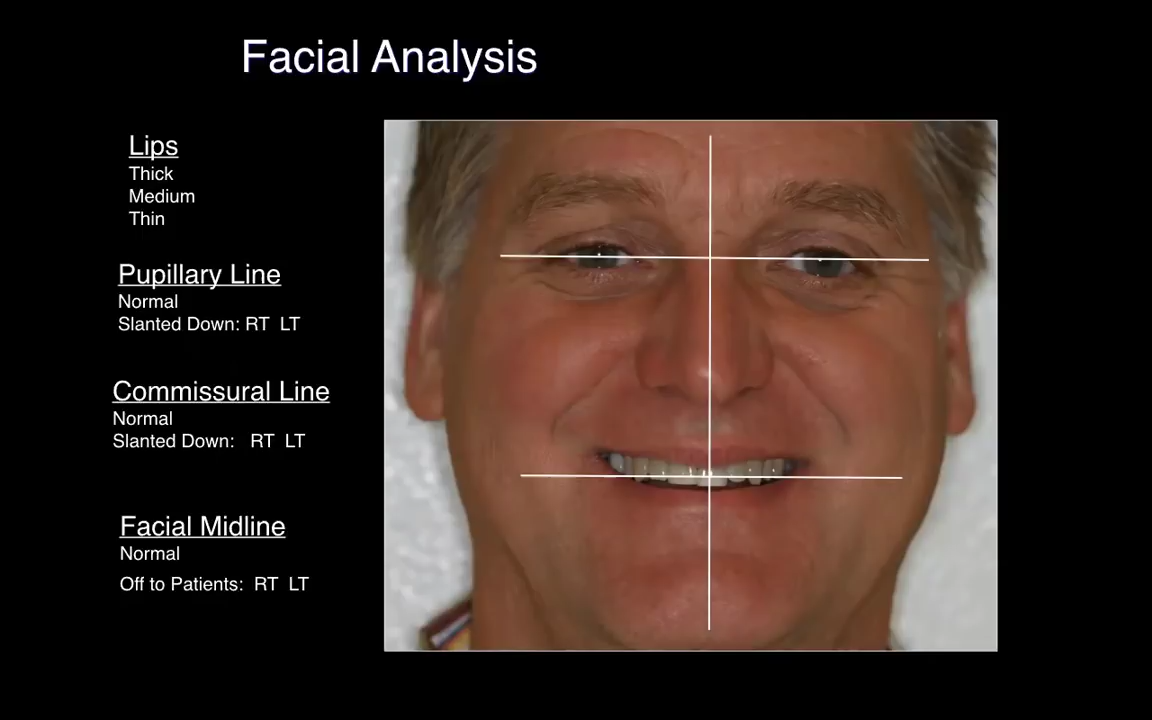 Facial Analysis
Lips
Thick
Medium
Thin
Pupillary Line
Normal
Slanted Down: RT LT
Commissural Line
Normal
Slanted Down: RT LT
Facial Midline
Normal
Off to Patients: RT LT